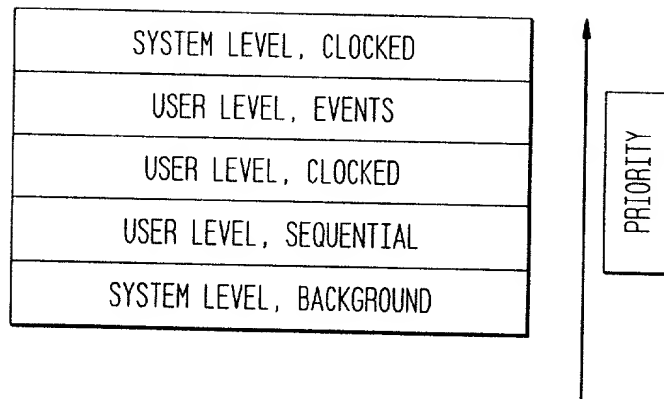 SYSTEM LEVEL, CLOCKED
USER LEVEL, EVENTS
USER LEVEL, CLOCKED
USER LEVEL, SEQUENTIAL
SYSTEM LEVEL, BACKGROUND
PRIORITY